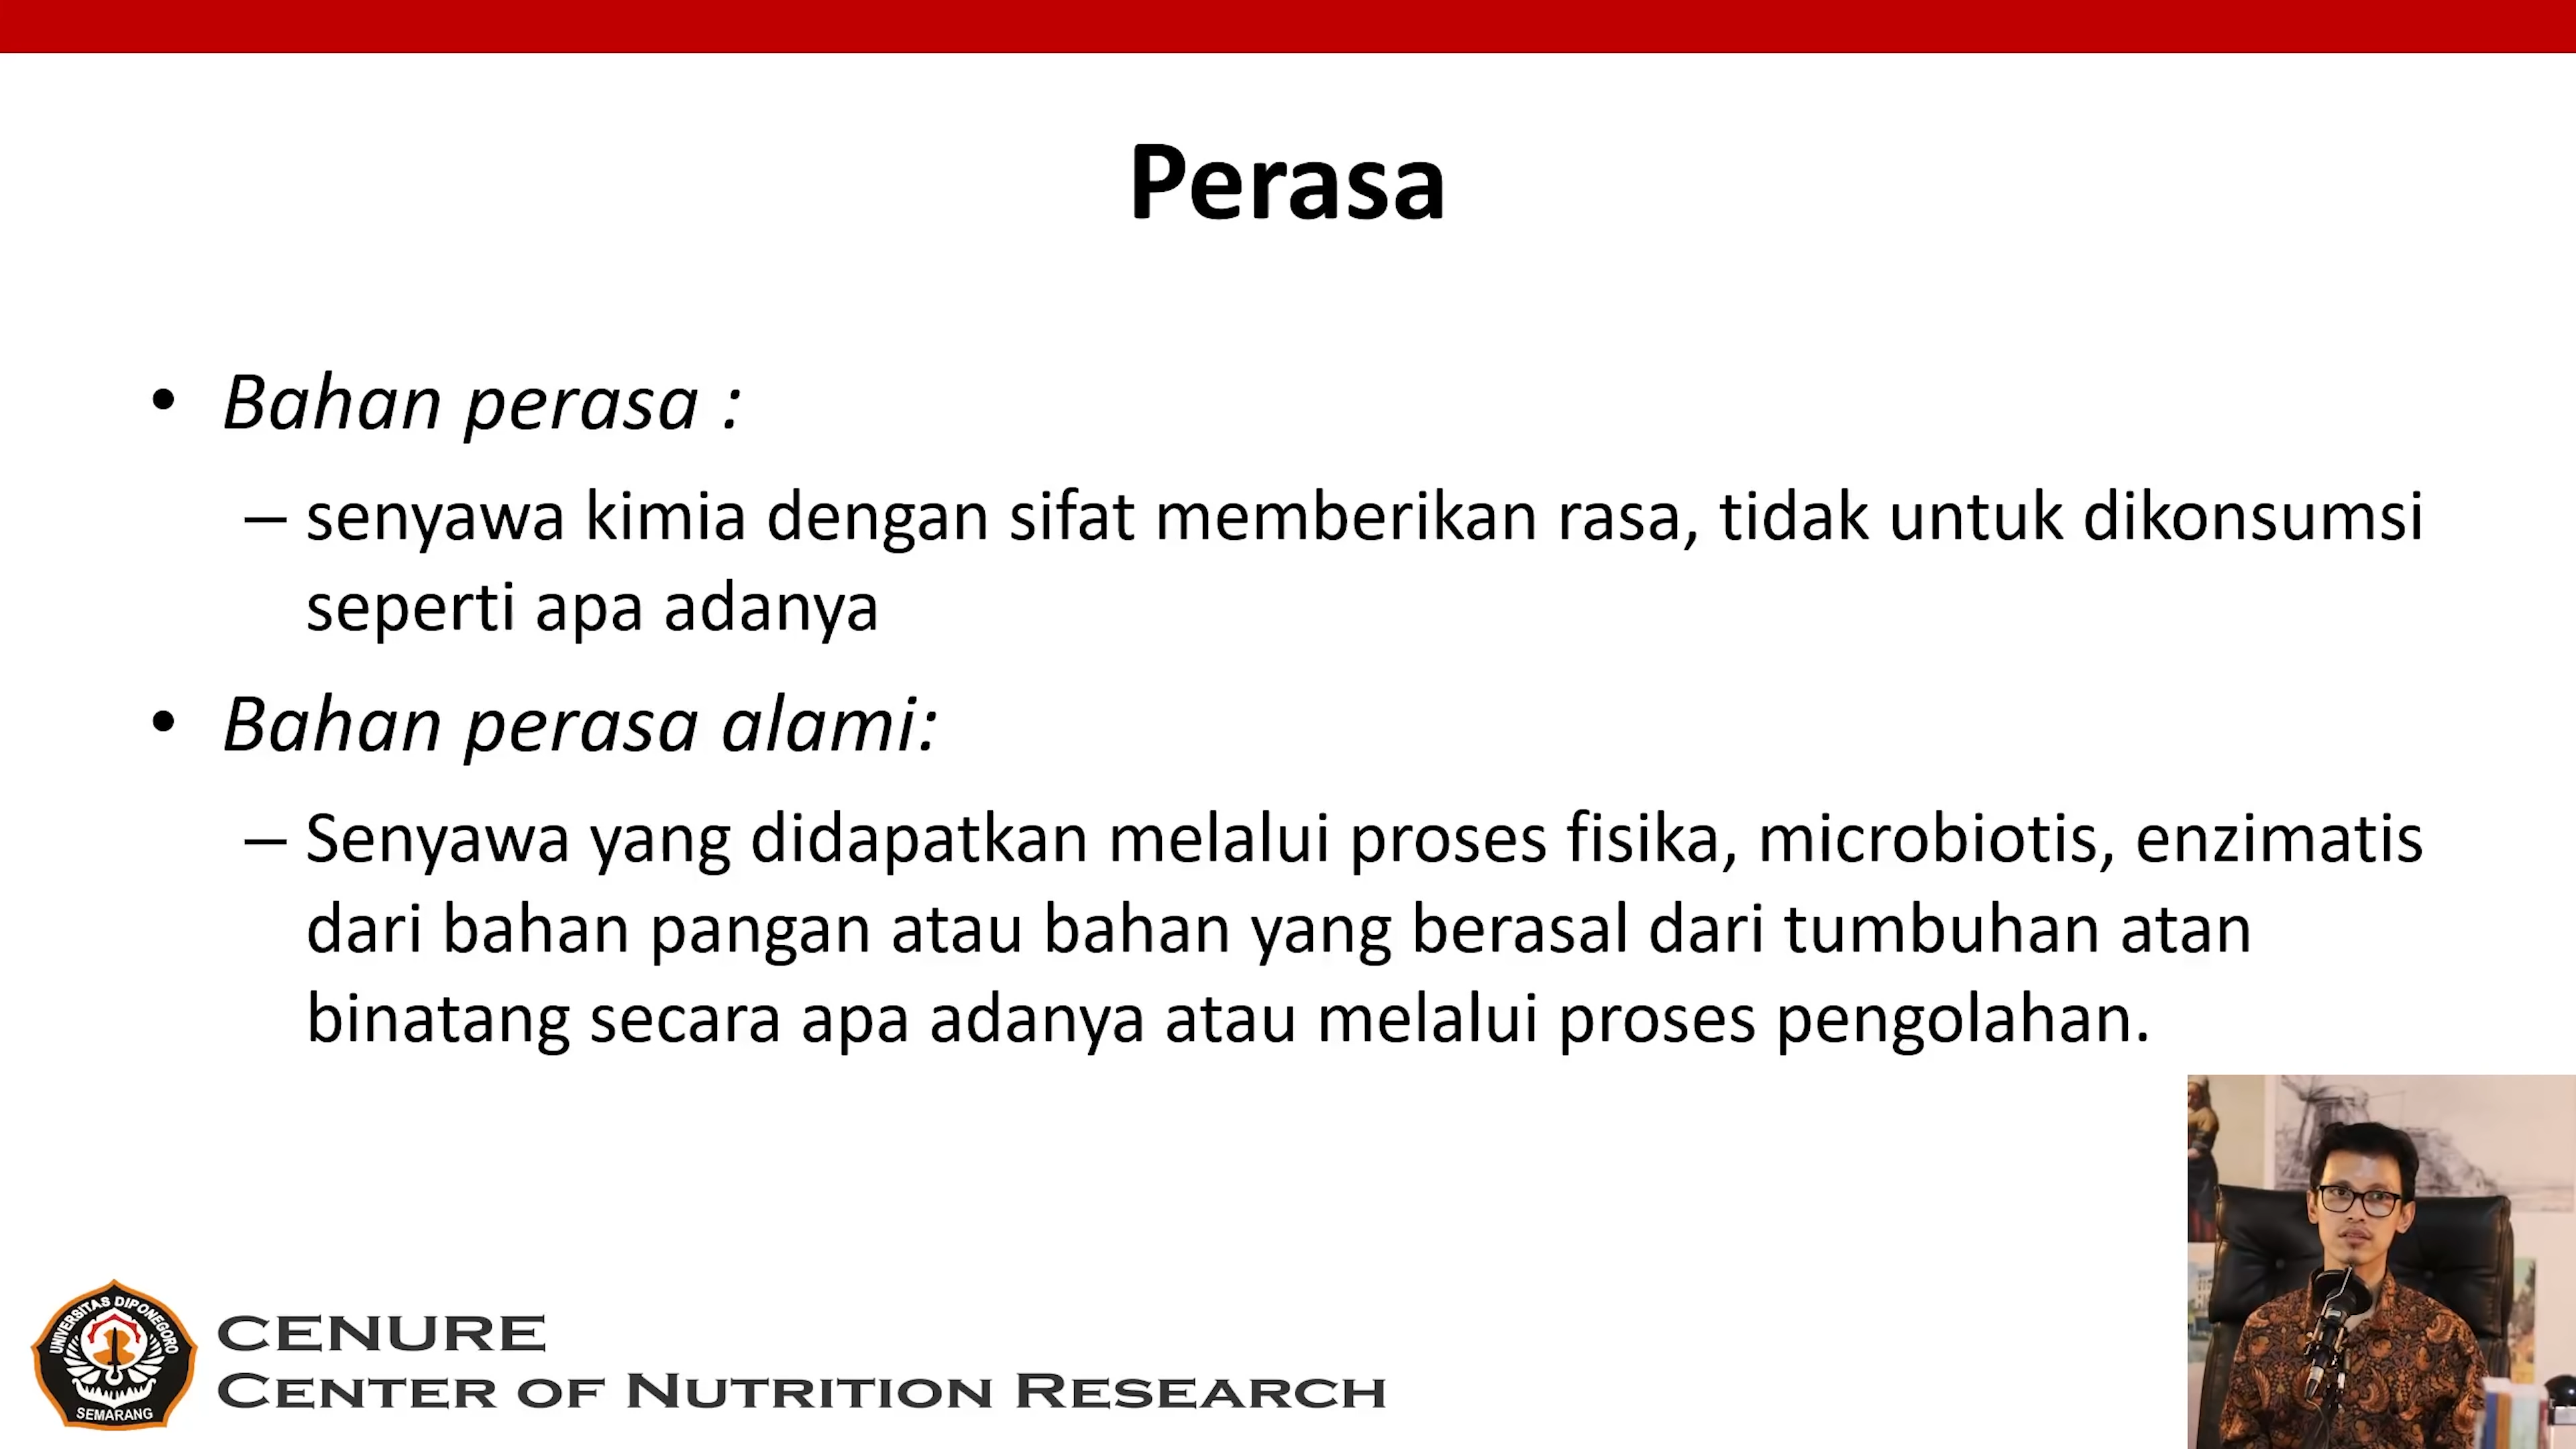 Perasa
• Bahan perasa :
– senyawa kimia dengan sifat memberikan rasa, tidak untuk dikonsumsi
seperti apa adanya
• Bahan perasa alami:
– Senyawa yang didapatkan melalui proses fisika, microbiotis, enzimatis
dari bahan pangan atau bahan yang berasal dari tumbuhan atan
binatang secara apa adanya atau melalui proses pengolahan.
UNIVERSITAS DIPONEGORO
SEMARANG
CENURE
CENTER OF NUTRITION RESEARCH